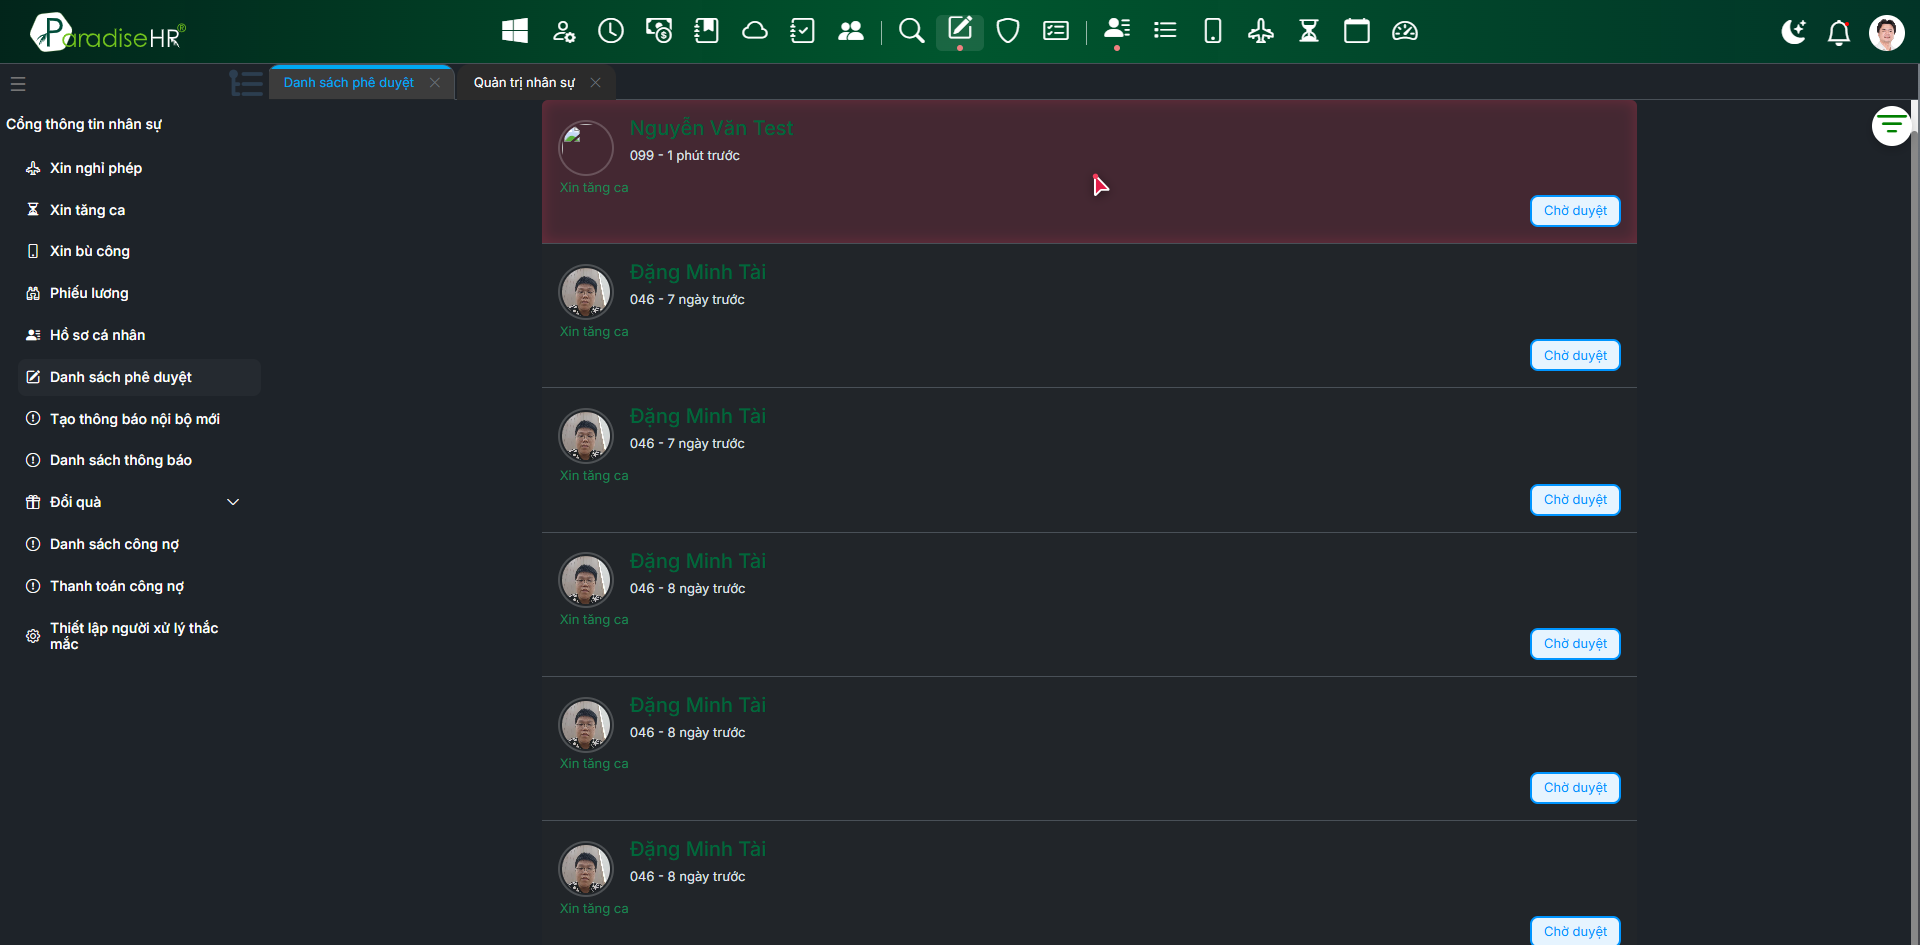 ParadiseHR®
Danh sách phê duyệt
Quản trị nhân sự
Cổng thông tin nhân sự
Xin nghỉ phép
Xin tăng ca
Xin bù công
Phiếu lương
Hồ sơ cá nhân
Danh sách phê duyệt
Tạo thông báo nội bộ mới
Danh sách thông báo
Đổi quà
Danh sách công nợ
Thanh toán công nợ
Thiết lập người xử lý thắc
mắc
Nguyễn Văn Test
099 - 1 phút trước
Xin tăng ca
Chờ duyệt
Đặng Minh Tài
046 - 7 ngày trước
Xin tăng ca
Chờ duyệt
Đặng Minh Tài
046 - 7 ngày trước
Xin tăng ca
Chờ duyệt
Đặng Minh Tài
046 - 8 ngày trước
Xin tăng ca
Chờ duyệt
Đặng Minh Tài
046 - 8 ngày trước
Xin tăng ca
Chờ duyệt
Đặng Minh Tài
046 - 8 ngày trước
Xin tăng ca
Chờ duyệt